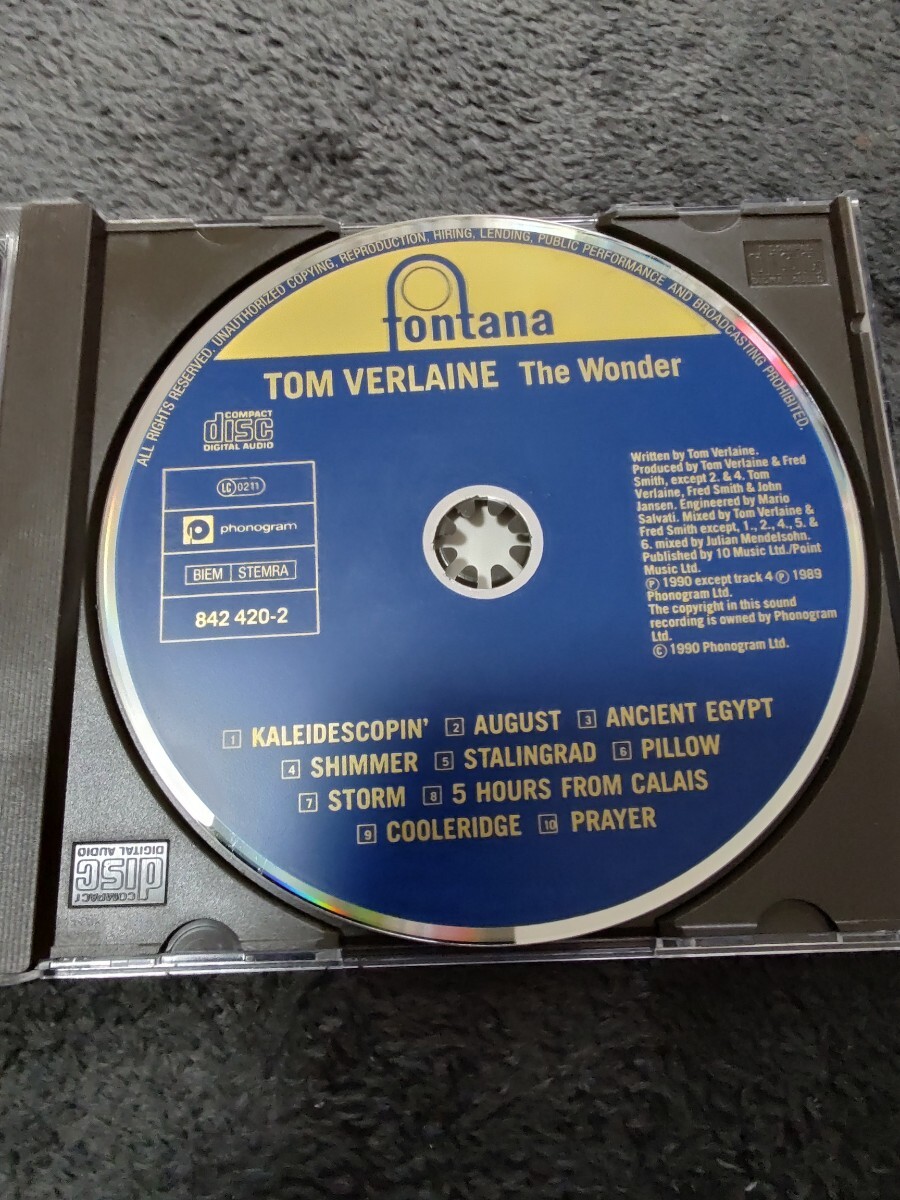 ALL RIGHTS RESERVED. UNAUTHORIZED COPYING, REPRODUCTION, HIRING, LENDING, PUBLIC PERFORMANCE AND BROADCASTING PROHIBITED.
fontana
TOM VERLAINE The Wonder
COMPACT
disc
DIGITAL AUDIO
LC 0211
p phonogram
BIEM STEMRA
842 420-2
Written by Tom Verlaine.
Produced by Tom Verlaine & Fred
Smith, except 2. & 4. Tom
Verlaine, Fred Smith & John
Jansen. Engineered by Mario
Salvati. Mixed by Tom Verlaine &
Fred Smith except, 1., 2., 4., 5. &
6. mixed by Julian Mendelsohn.
Published by 10 Music Ltd./Point
Music Ltd.
℗ 1990 except track 4 ℗ 1989
Phonogram Ltd.
The copyright in this sound
recording is owned by Phonogram
Ltd.
© 1990 Phonogram Ltd.
1 KALEIDESCOPIN' 2 AUGUST 3 ANCIENT EGYPT
4 SHIMMER 5 STALINGRAD 6 PILLOW
7 STORM 8 5 HOURS FROM CALAIS
9 COOLERIDGE 10 PRAYER
COMPACT
disc
DIGITAL AUDIO